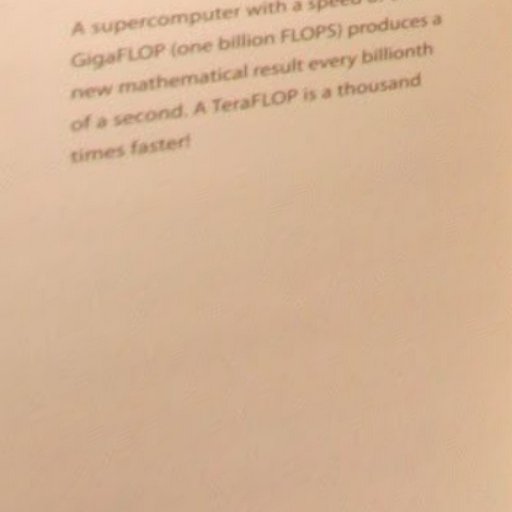 A supercomputer with a speed
GigaFLOP (one billion FLOPS) produces a
new mathematical result every billionth
of a second. A TeraFLOP is a thousand
times faster!